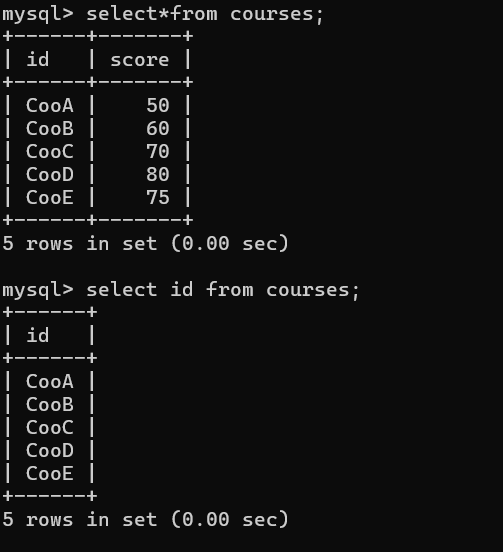 mysql> select*from courses;
+------+-------+
| id   | score |
+------+-------+
| CooA |    50 |
| CooB |    60 |
| CooC |    70 |
| CooD |    80 |
| CooE |    75 |
+------+-------+
5 rows in set (0.00 sec)

mysql> select id from courses;
+------+
| id   |
+------+
| CooA |
| CooB |
| CooC |
| CooD |
| CooE |
+------+
5 rows in set (0.00 sec)